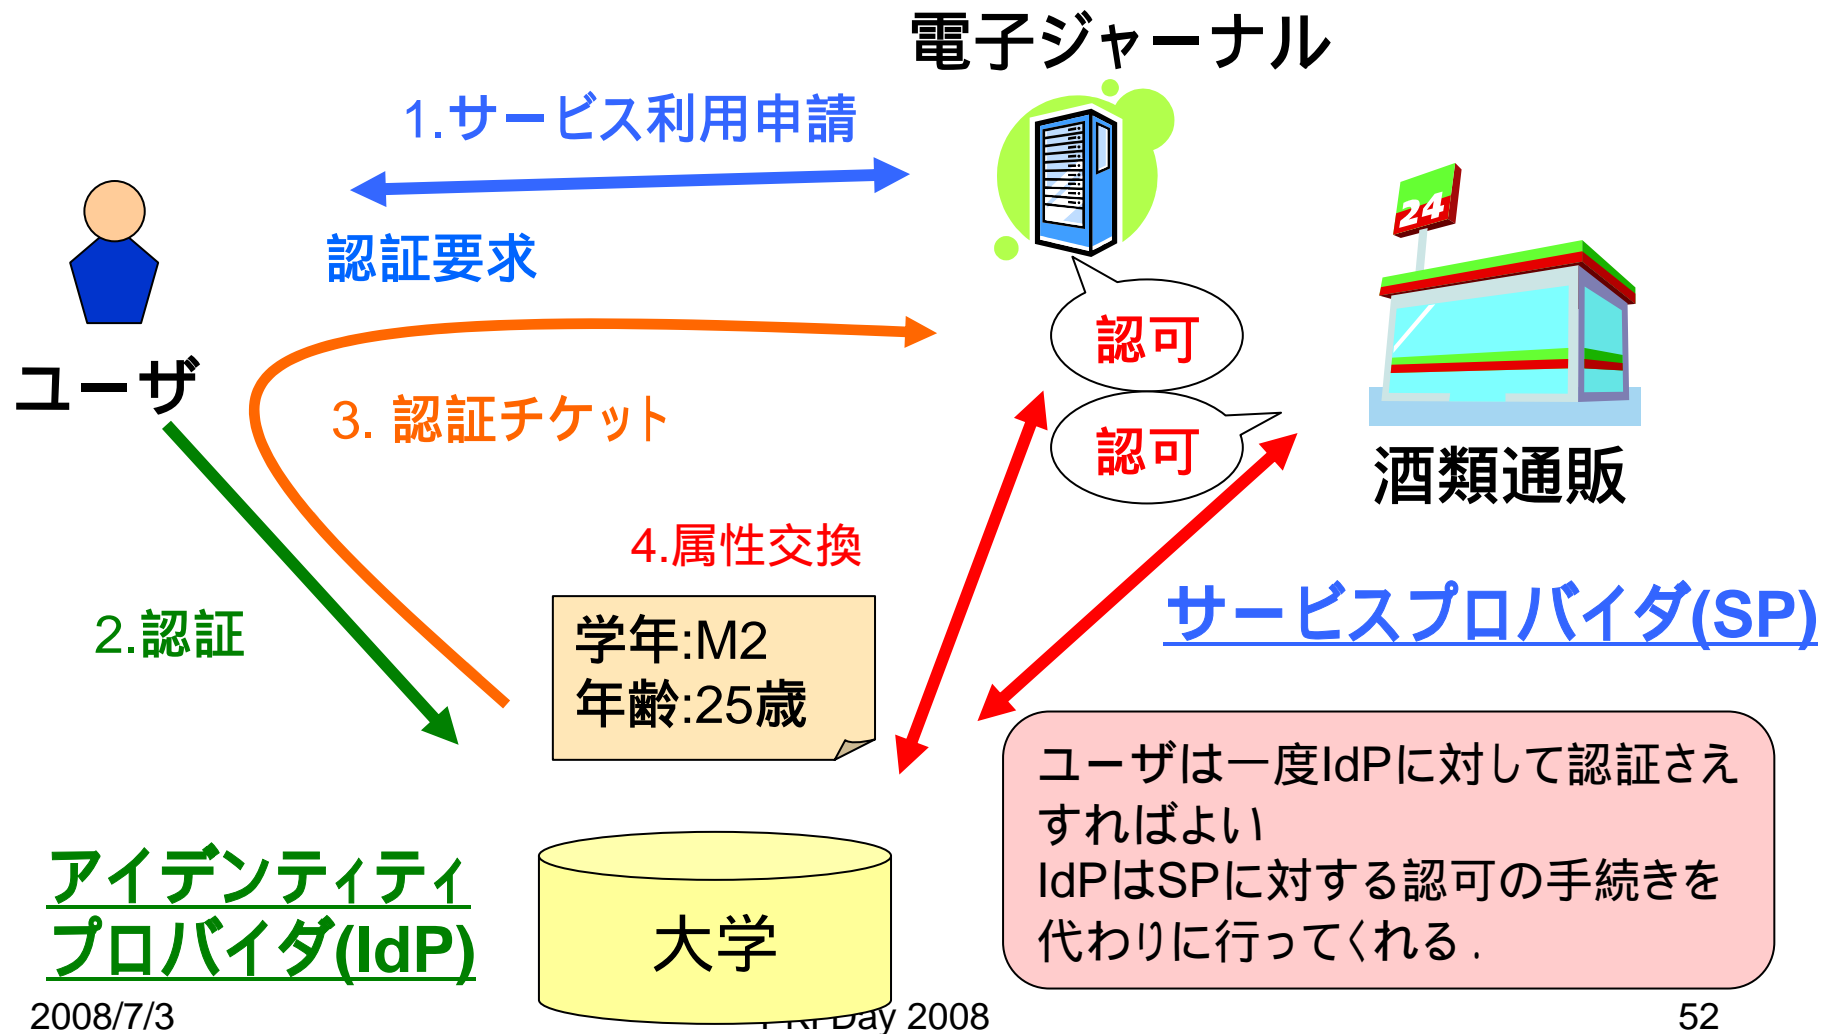 電子ジャーナル
1.サービス利用申請
24
認証要求
認可
ユーザ
3. 認証チケット
認可
酒類通販
4.属性交換
サービスプロバイダ(SP)
2.認証
学年:M2
年齢:25歳
ユーザは一度IdPに対して認証さえ
すればよい
IdPはSPに対する認可の手続きを
代わりに行ってくれる.
アイデンティティ
プロバイダ(IdP)
大学
2008/7/3
PKI Day 2008
52